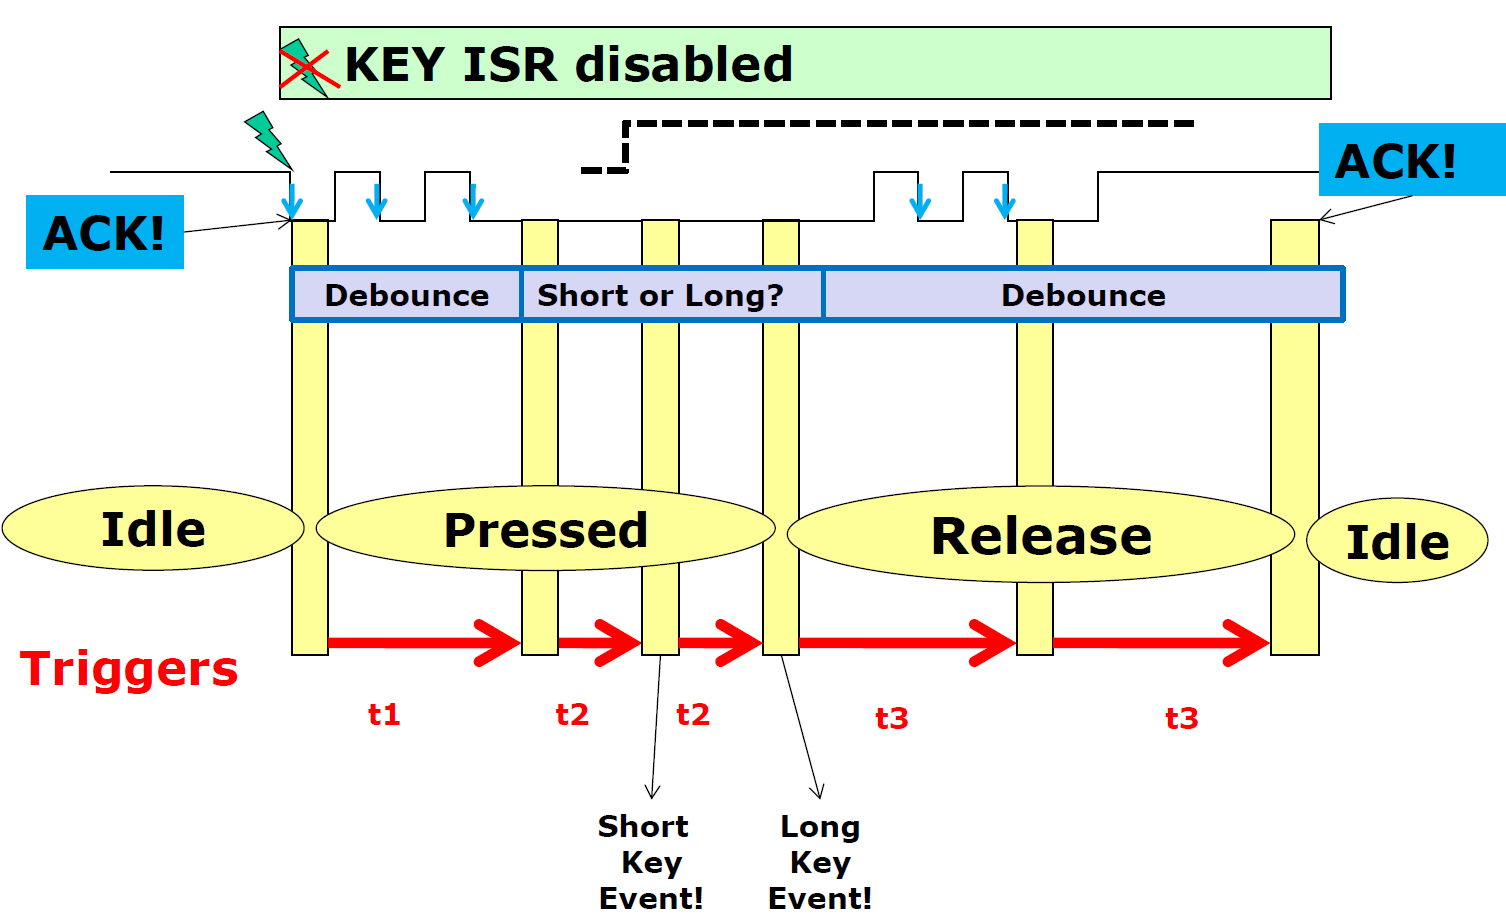 KEY ISR disabled
ACK!
ACK!
Debounce
Short or Long?
Debounce
Idle
Pressed
Release
Idle
Triggers
t1
t2
t2
t3
t3
Short
Key
Event!
Long
Key
Event!